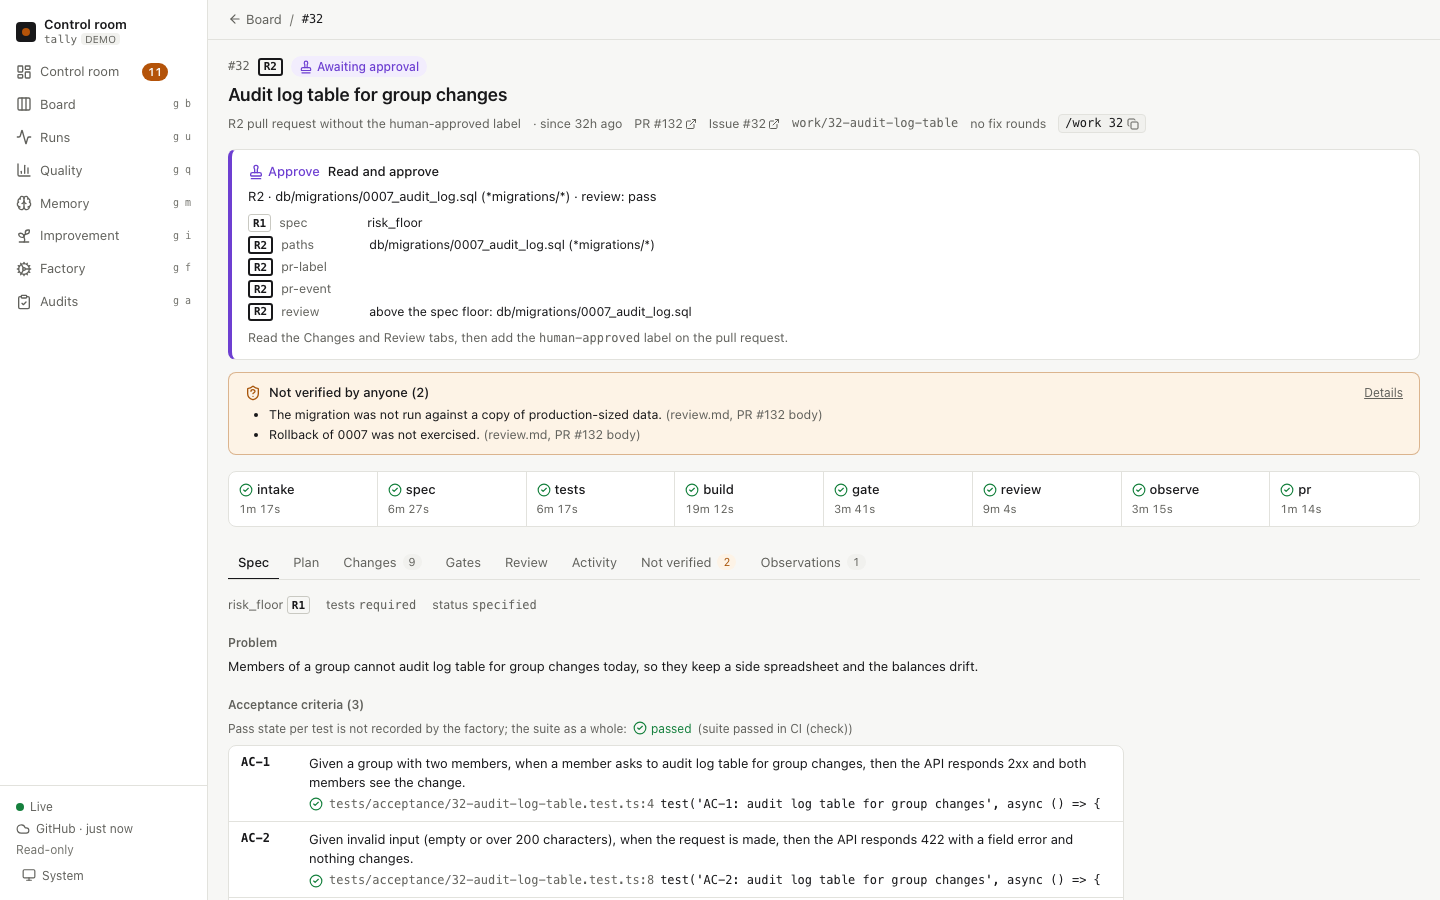 Control room
tally DEMO
Control room 11
Board g b
Runs g u
Quality g q
Memory g m
Improvement g i
Factory g f
Audits g a
Live
GitHub · just now
Read-only
System
Board / #32
#32 R2 Awaiting approval
Audit log table for group changes
R2 pull request without the human-approved label · since 32h ago PR #132 Issue #32 work/32-audit-log-table no fix rounds /work 32
Approve Read and approve
R2 · db/migrations/0007_audit_log.sql (*migrations/*) · review: pass
R1 spec risk_floor
R2 paths db/migrations/0007_audit_log.sql (*migrations/*)
R2 pr-label
R2 pr-event
R2 review above the spec floor: db/migrations/0007_audit_log.sql
Read the Changes and Review tabs, then add the human-approved label on the pull request.
Not verified by anyone (2) Details
• The migration was not run against a copy of production-sized data. (review.md, PR #132 body)
• Rollback of 0007 was not exercised. (review.md, PR #132 body)
intake spec tests build gate review observe pr
1m 17s 6m 27s 6m 17s 19m 12s 3m 41s 9m 4s 3m 15s 1m 14s
Spec Plan Changes 9 Gates Review Activity Not verified 2 Observations 1
risk_floor R1 tests required status specified
Problem
Members of a group cannot audit log table for group changes today, so they keep a side spreadsheet and the balances drift.
Acceptance criteria (3)
Pass state per test is not recorded by the factory; the suite as a whole: passed (suite passed in CI (check))
AC-1 Given a group with two members, when a member asks to audit log table for group changes, then the API responds 2xx and both
members see the change.
tests/acceptance/32-audit-log-table.test.ts:4 test('AC-1: audit log table for group changes', async () => {
AC-2 Given invalid input (empty or over 200 characters), when the request is made, then the API responds 422 with a field error and
nothing changes.
tests/acceptance/32-audit-log-table.test.ts:8 test('AC-2: audit log table for group changes', async () => {